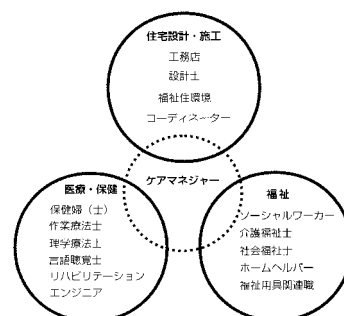 住宅設計・施工
工務店
設計士
福祉住環境
コーディネーター
ケアマネジャー
医療・保健
保健婦（士）
作業療法士
理学療法士
言語聴覚士
リハビリテーション
エンジニア
福祉
ソーシャルワーカー
介護福祉士
社会福祉士
ホームヘルパー
福祉用具関連職